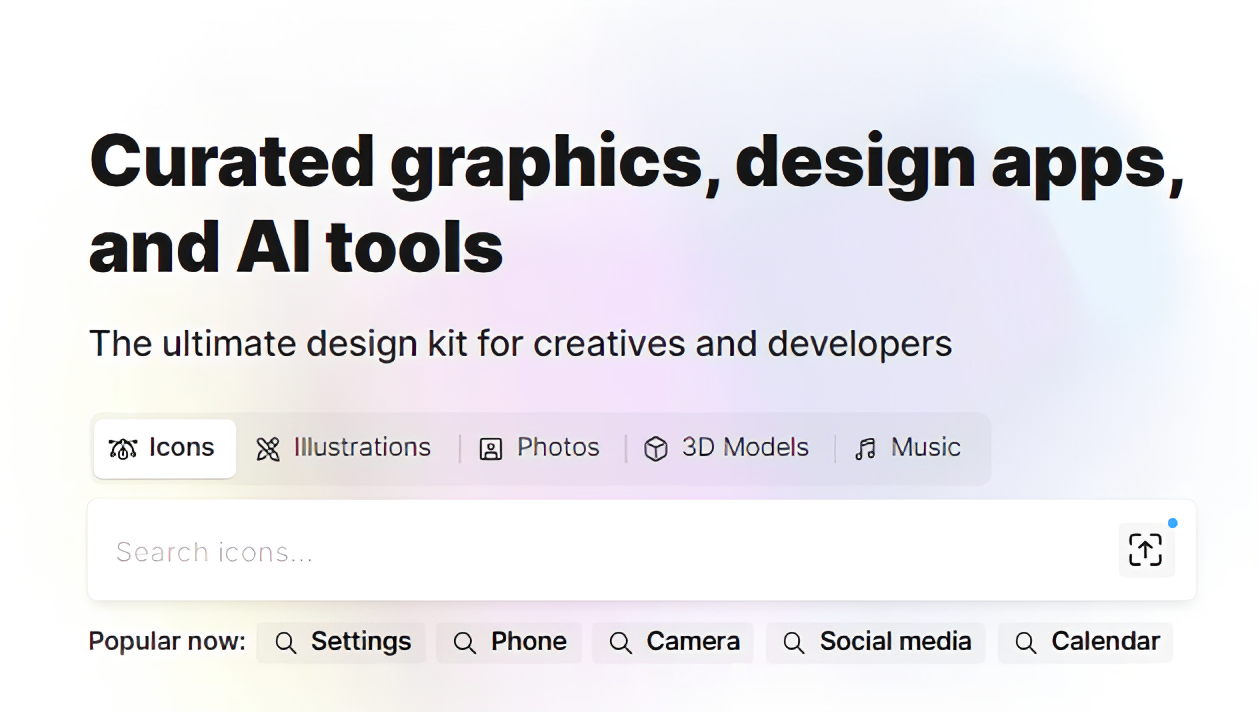 Curated graphics, design apps,
and AI tools
The ultimate design kit for creatives and developers
Icons Illustrations Photos 3D Models Music
Search icons...
Popular now: Settings Phone Camera Social media Calendar